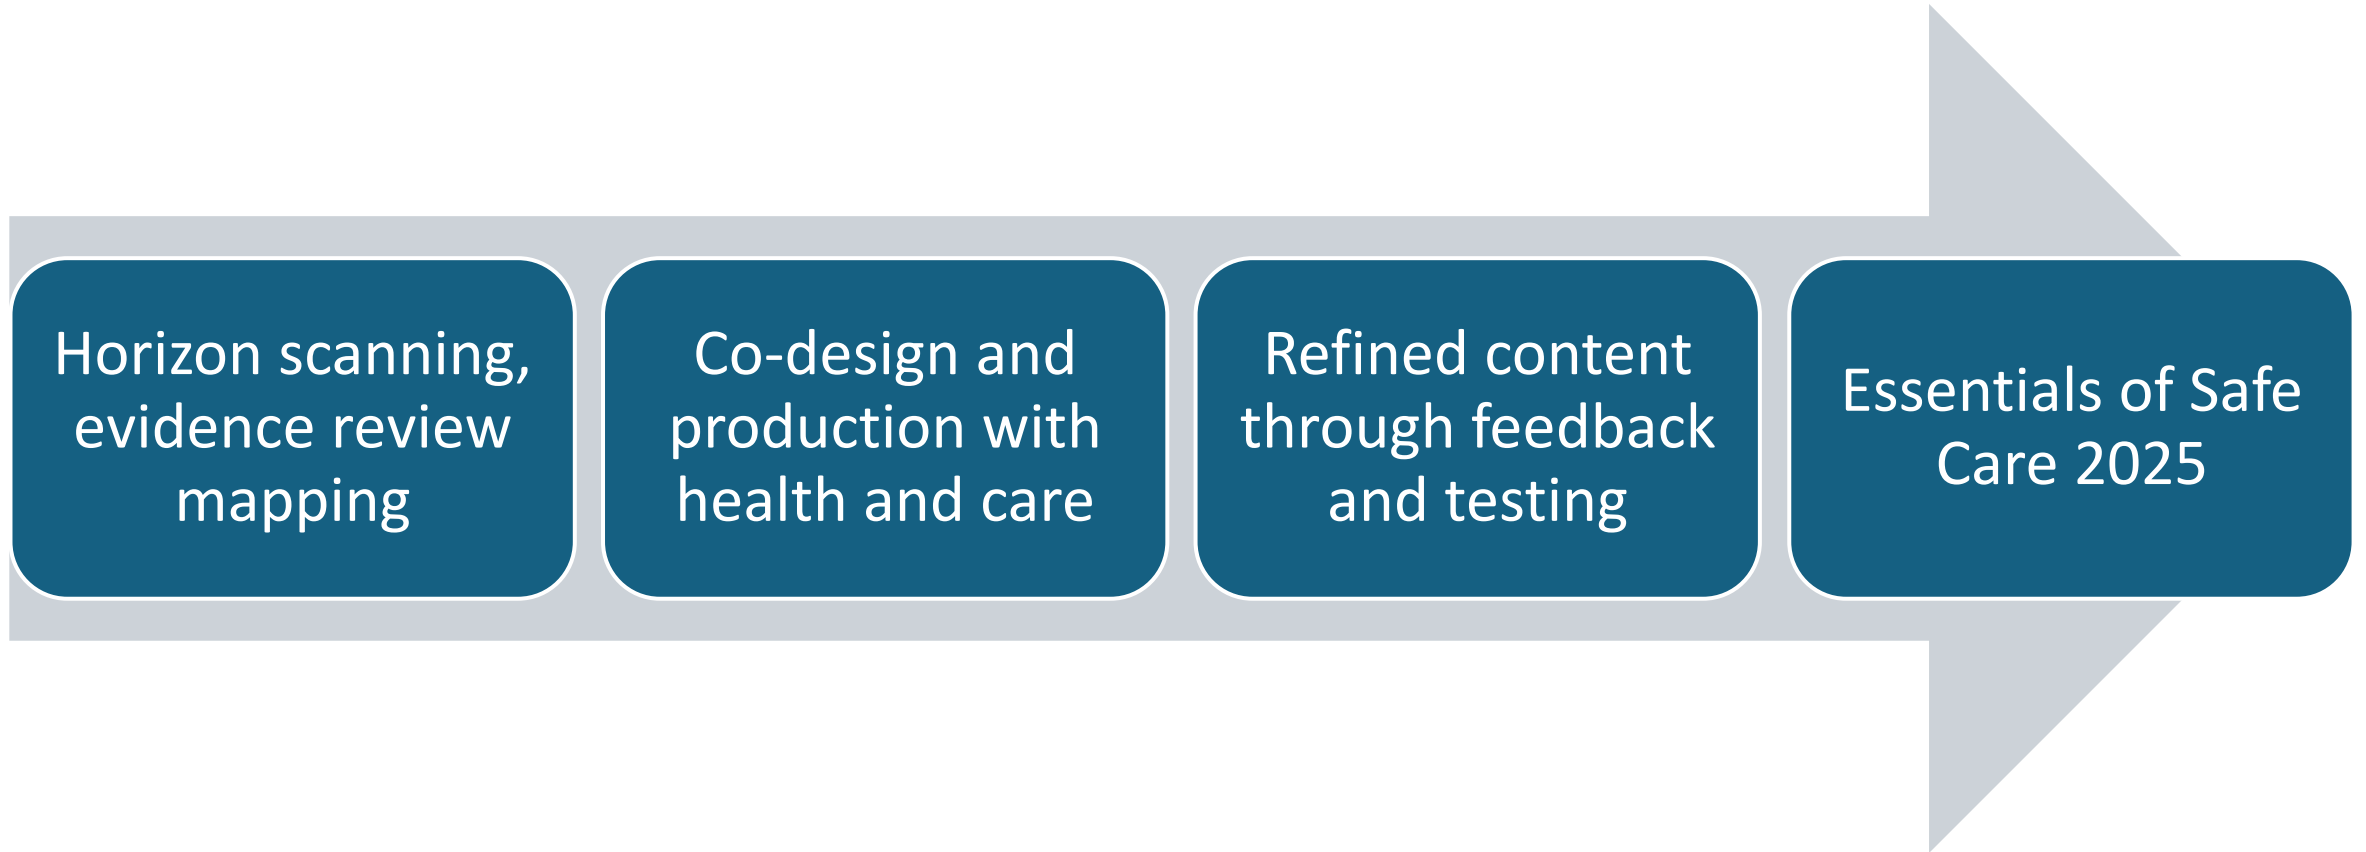 Horizon scanning,
evidence review
mapping
Co-design and
production with
health and care
Refined content
through feedback
and testing
Essentials of Safe
Care 2025